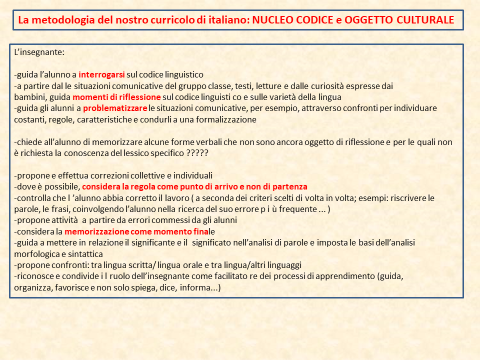 La metodologia del nostro curricolo di italiano: NUCLEO CODICE e OGGETTO CULTURALE
L'insegnante:
-guida l'alunno a interrogarsi sul codice linguistico
-a partire dal le situazioni comunicative del gruppo classe, testi, letture e dalle curiosità espresse dai
bambini, guida momenti di riflessione sul codice linguisti co e sulle varietà della lingua
-guida gli alunni a problematizzare le situazioni comunicative, per esempio, attraverso confronti per individuare
costanti, regole, caratteristiche e condurli a una formalizzazione
-chiede all'alunno di memorizzare alcune forme verbali che non sono ancora oggetto di riflessione e per le quali non
è richiesta la conoscenza del lessico specifico ?????
-propone e effettua correzioni collettive e individuali
-dove è possibile, considera la regola come punto di arrivo e non di partenza
-controlla che l 'alunno abbia corretto il lavoro ( a seconda dei criteri scelti di volta in volta; esempi: riscrivere le
parole, le frasi, coinvolgendo l'alunno nella ricerca del suo errore p i ù frequente ... )
-propone attività a partire da errori commessi da gli alunni
-considera la memorizzazione come momento finale
-guida a mettere in relazione il significante e il significato nell'analisi di parole e imposta le basi dell'analisi
morfologica e sintattica
-propone confronti: tra lingua scritta/ lingua orale e tra lingua/altri linguaggi
-riconosce e condivide i l ruolo dell'insegnante come facilitato re dei processi di apprendimento (guida,
organizza, favorisce e non solo spiega, dice, informa...)